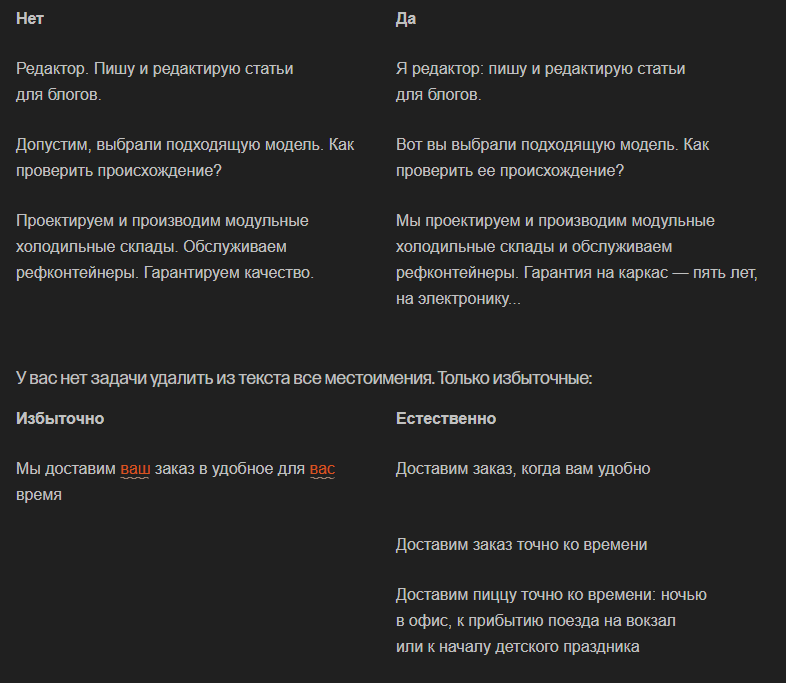 Нет
Да
Редактор. Пишу и редактирую статьи
для блогов.
Я редактор: пишу и редактирую статьи
для блогов.
Допустим, выбрали подходящую модель. Как
проверить происхождение?
Вот вы выбрали подходящую модель. Как
проверить ее происхождение?
Проектируем и производим модульные
холодильные склады. Обслуживаем
рефконтейнеры. Гарантируем качество.
Мы проектируем и производим модульные
холодильные склады и обслуживаем
рефконтейнеры. Гарантия на каркас — пять лет,
на электронику...
У вас нет задачи удалить из текста все местоимения. Только избыточные:
Избыточно
Естественно
Мы доставим ваш заказ в удобное для вас
время
Доставим заказ, когда вам удобно
Доставим заказ точно ко времени
Доставим пиццу точно ко времени: ночью
в офис, к прибытию поезда на вокзал
или к началу детского праздника